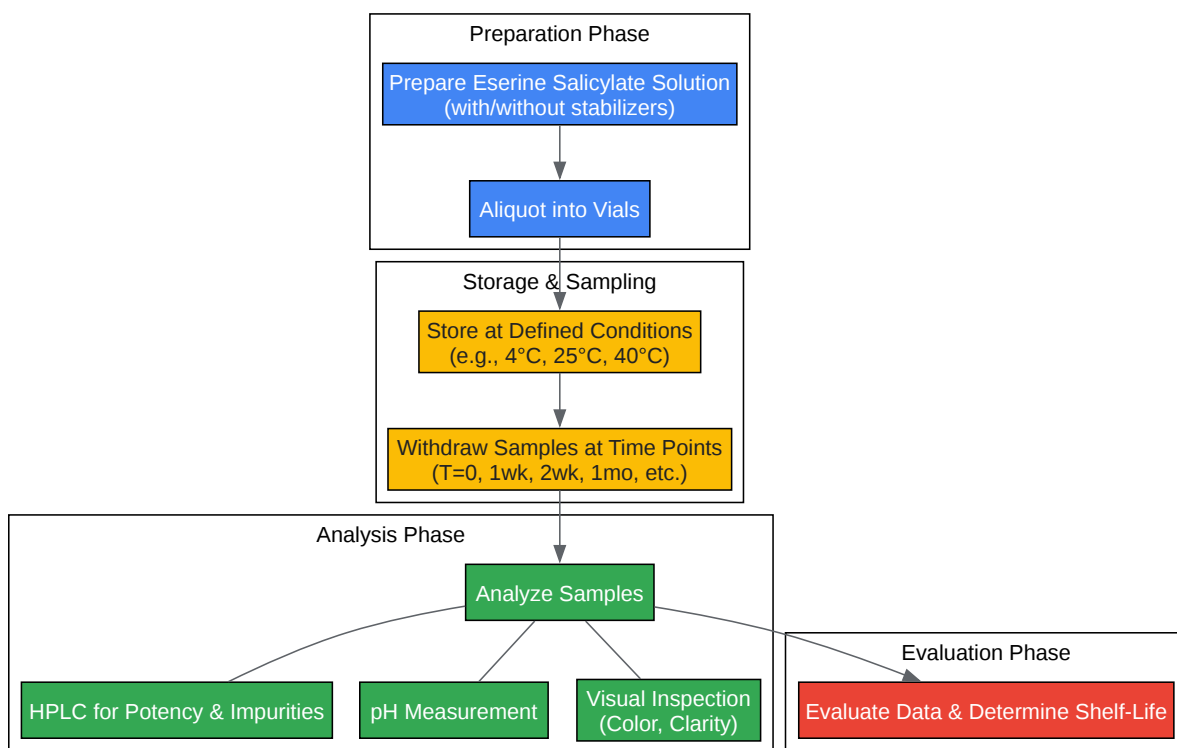 Preparation Phase
Prepare Eserine Salicylate Solution
(with/without stabilizers)
Aliquot into Vials
Storage & Sampling
Store at Defined Conditions
(e.g., 4°C, 25°C, 40°C)
Withdraw Samples at Time Points
(T=0, 1wk, 2wk, 1mo, etc.)
Analysis Phase
Analyze Samples
HPLC for Potency & Impurities
pH Measurement
Visual Inspection
(Color, Clarity)
Evaluation Phase
Evaluate Data & Determine Shelf-Life